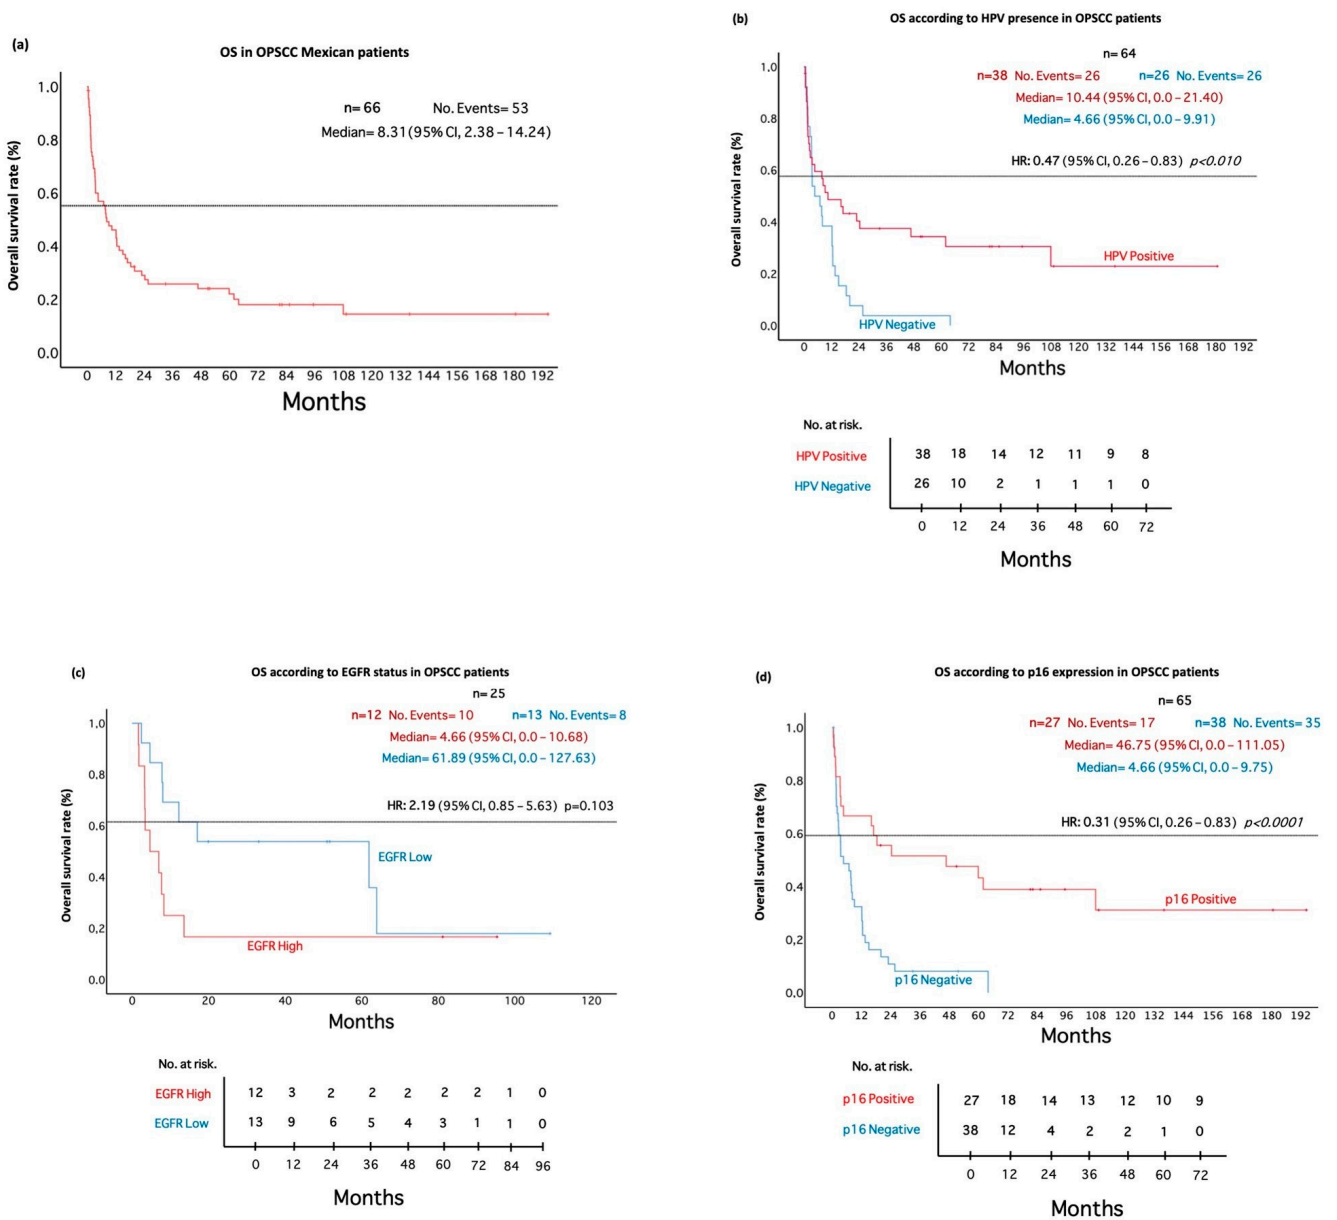 (a)
OS in OPSCC Mexican patients
n= 66 No. Events= 53
Median= 8.31(95% CI, 2.38 – 14.24)
Overall survival rate (%)
1.0
0.8
0.6
0.4
0.2
0.0
0 12 24 36 48 60 72 84 96 108 120 132 144 156 168 180 192
Months
(b)
OS according to HPV presence in OPSCC patients
n= 64
n=38 No. Events= 26 n=26 No. Events= 26
Median= 10.44 (95% CI, 0.0 – 21.40)
Median= 4.66 (95% CI, 0.0 – 9.91)
HR: 0.47 (95% CI, 0.26 – 0.83) p<0.010
Overall survival rate (%)
1.0
0.8
0.6
0.4
0.2
0.0
HPV Positive
HPV Negative
0 12 24 36 48 60 72 84 96 108 120 132 144 156 168 180 192
Months
No. at risk.
HPV Positive 38 18 14 12 11 9 8
HPV Negative 26 10 2 1 1 1 0
0 12 24 36 48 60 72
Months
(c)
OS according to EGFR status in OPSCC patients
n= 25
n=12 No. Events= 10 n=13 No. Events= 8
Median= 4.66 (95% CI, 0.0 – 10.68)
Median= 61.89 (95% CI, 0.0 – 127.63)
HR: 2.19 (95% CI, 0.85 – 5.63) p=0.103
Overall survival rate (%)
1,0
0.8
0.6
0.4
0,2
0.0
EGFR Low
EGFR High
0 20 40 60 80 100 120
Months
No. at risk.
EGFR High 12 3 2 2 2 2 2 1 0
EGFR Low 13 9 6 5 4 3 1 1 0
0 12 24 36 48 60 72 84 96
Months
(d)
OS according to p16 expression in OPSCC patients
n= 65
n=27 No. Events= 17 n=38 No. Events= 35
Median= 46.75 (95% CI, 0.0 – 111.05)
Median= 4.66 (95% CI, 0.0 – 9.75)
HR: 0.31 (95% CI, 0.26 – 0.83) p<0.0001
Overall survival rate (%)
1.0
0.8
0.6
0.4
0,2
0.0
p16 Positive
p16 Negative
0 12 24 36 48 60 72 84 96 108 120 132 144 156 168 180 192
Months
No. at risk.
p16 Positive 27 18 14 13 12 10 9
p16 Negative 38 12 4 2 2 1 0
0 12 24 36 48 60 72
Months